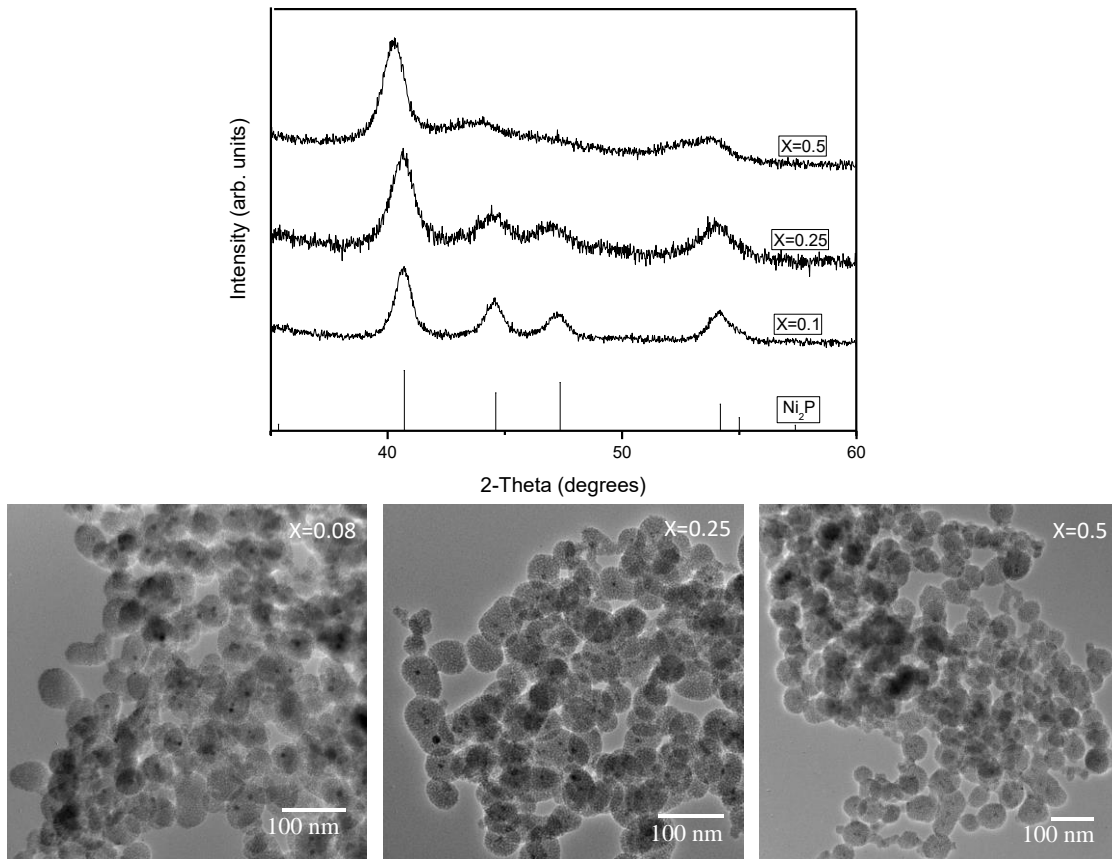 Intensity (arb. units)
X=0.5
X=0.25
X=0.1
Ni₂P
40 50 60
2-Theta (degrees)
X=0.08 X=0.25 X=0.5
100 nm 100 nm 100 nm